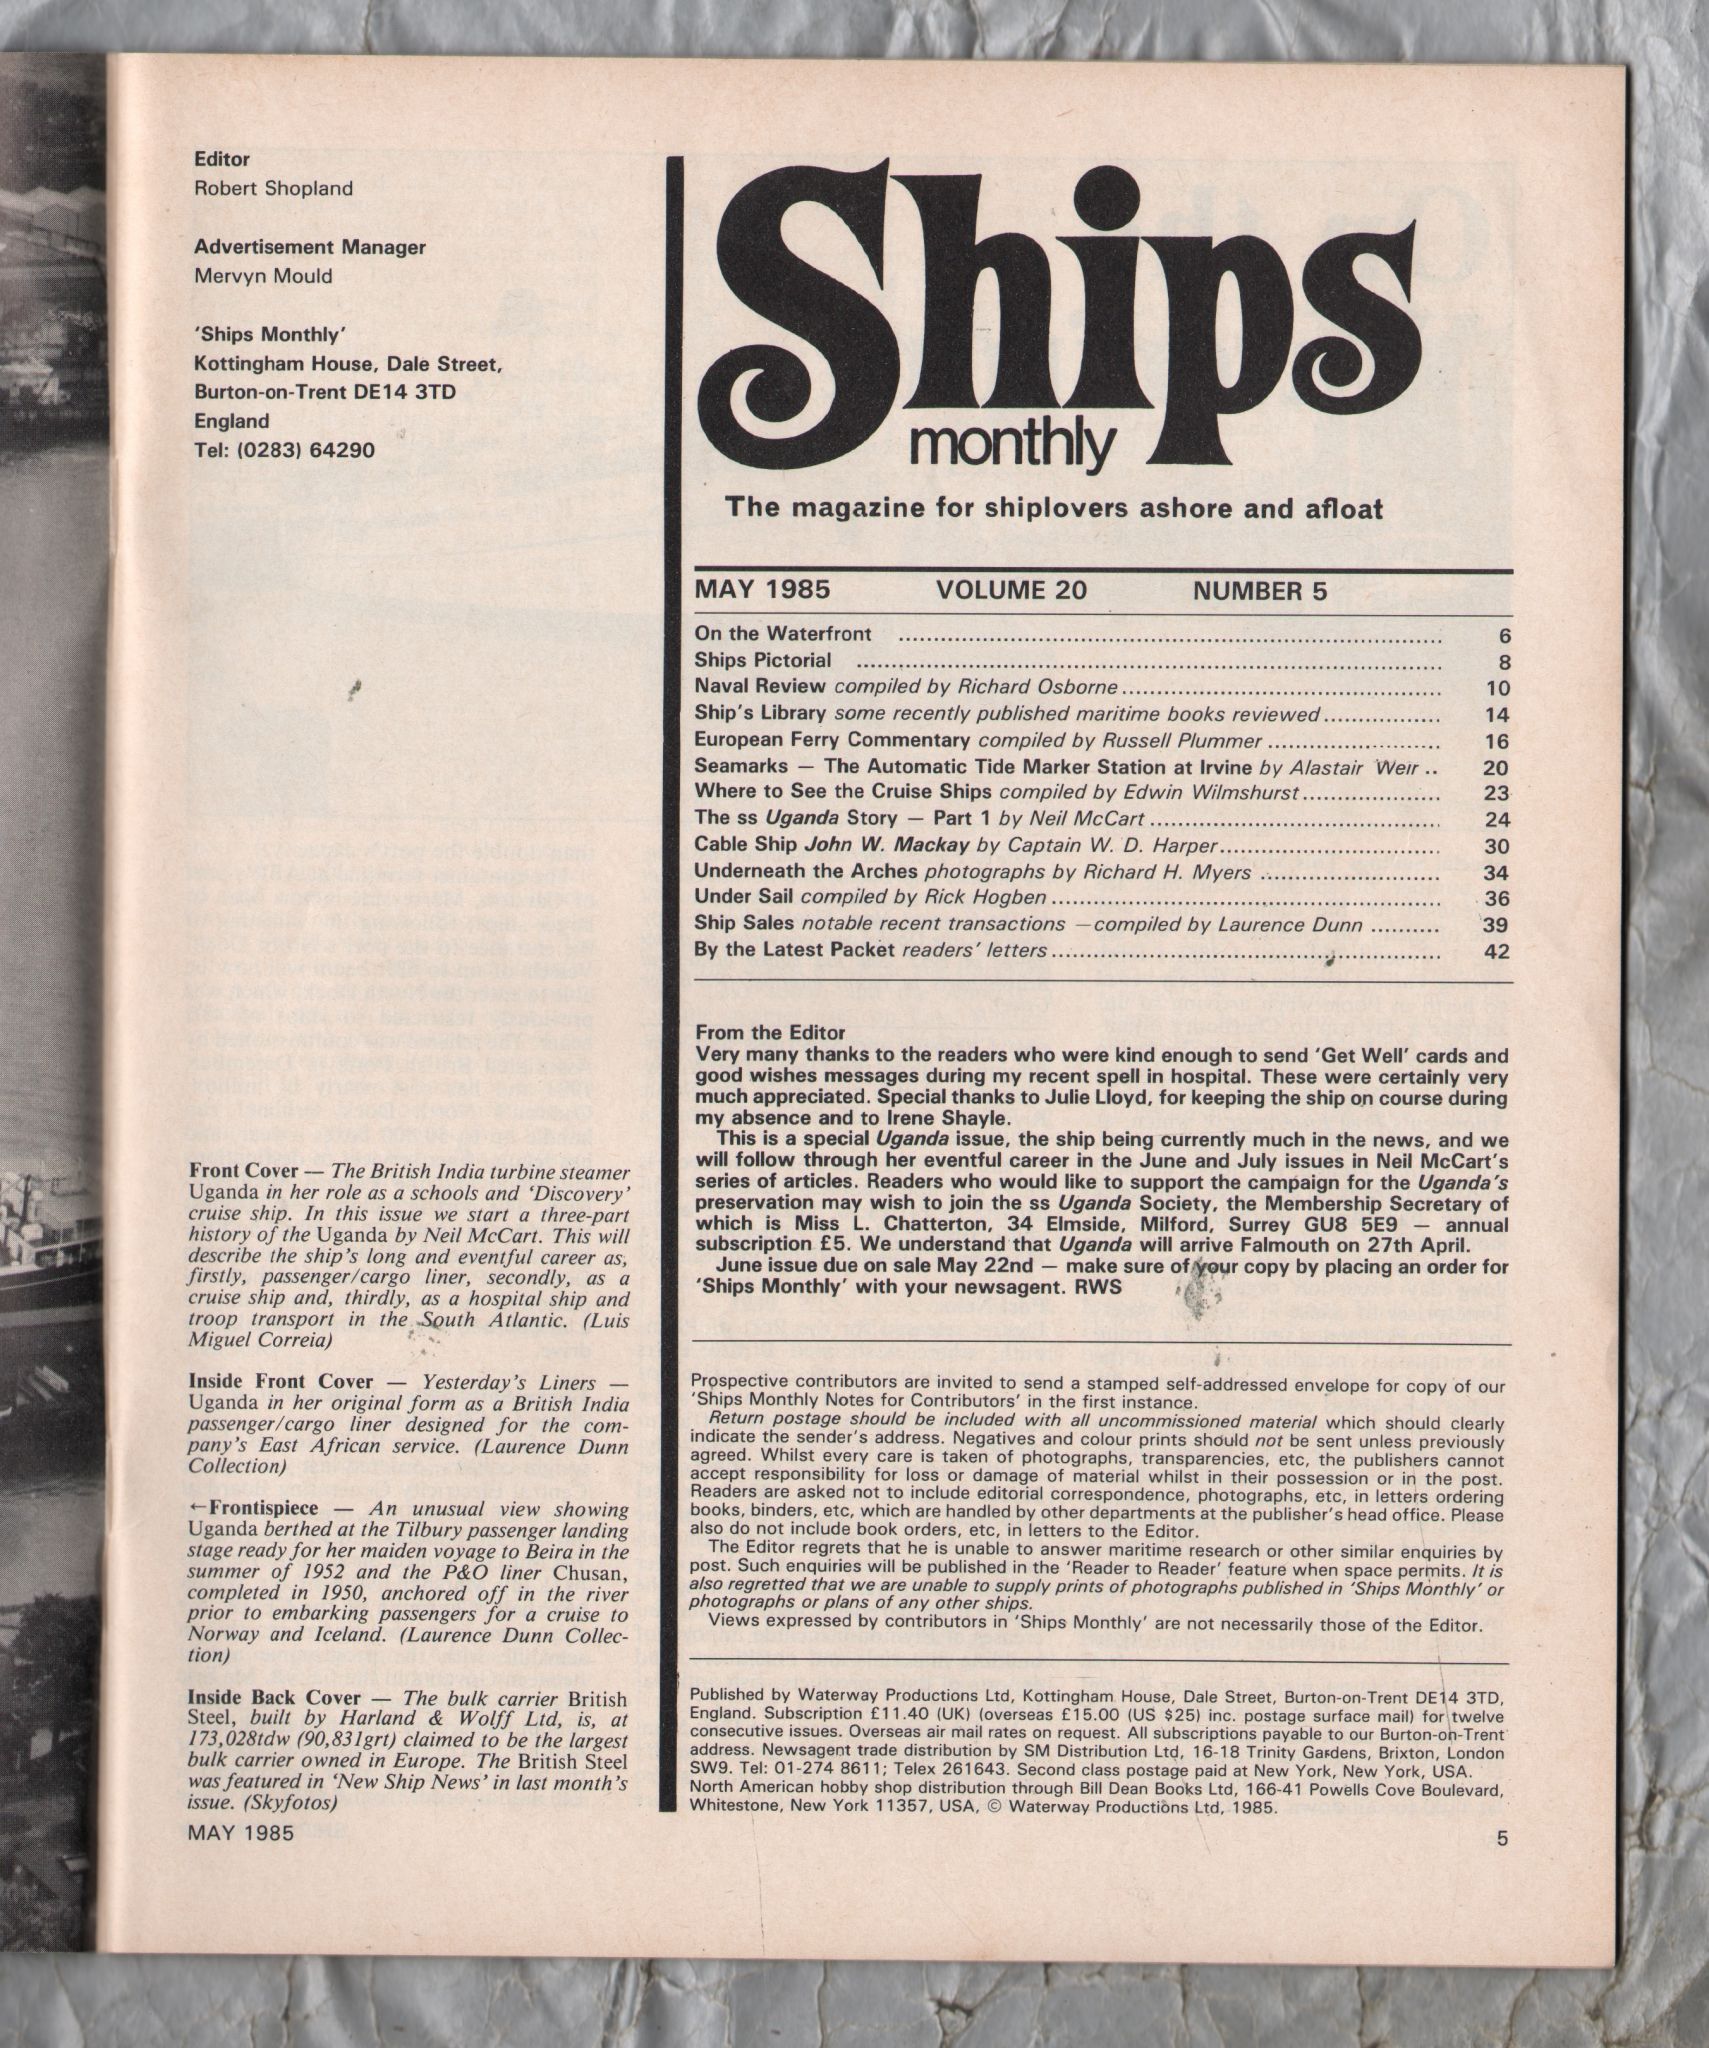 Editor
Robert Shopland
Advertisement Manager
Mervyn Mould
'Ships Monthly'
Kottingham House, Dale Street,
Burton-on-Trent DE14 3TD
England
Tel: (0283) 64290
Front Cover — The British India turbine steamer
Uganda in her role as a schools and 'Discovery'
cruise ship. In this issue we start a three-part
history of the Uganda by Neil McCart. This will
describe the ship's long and eventful career as,
firstly, passenger/cargo liner, secondly, as a
cruise ship and, thirdly, as a hospital ship and
troop transport in the South Atlantic. (Luis
Miguel Correia)
Inside Front Cover — Yesterday's Liners —
Uganda in her original form as a British India
passenger/cargo liner designed for the com-
pany's East African service. (Laurence Dunn
Collection)
←Frontispiece — An unusual view showing
Uganda berthed at the Tilbury passenger landing
stage ready for her maiden voyage to Beira in the
summer of 1952 and the P&O liner Chusan,
completed in 1950, anchored off in the river
prior to embarking passengers for a cruise to
Norway and Iceland. (Laurence Dunn Collec-
tion)
Inside Back Cover — The bulk carrier British
Steel, built by Harland & Wolff Ltd, is, at
173,028tdw (90,831grt) claimed to be the largest
bulk carrier owned in Europe. The British Steel
was featured in 'New Ship News' in last month's
issue. (Skyfotos)
MAY 1985
Ships
monthly
The magazine for shiplovers ashore and afloat
MAY 1985 VOLUME 20 NUMBER 5
On the Waterfront ........ 6
Ships Pictorial ........ 8
Naval Review compiled by Richard Osborne ........ 10
Ship's Library some recently published maritime books reviewed ........ 14
European Ferry Commentary compiled by Russell Plummer ........ 16
Seamarks — The Automatic Tide Marker Station at Irvine by Alastair Weir .. 20
Where to See the Cruise Ships compiled by Edwin Wilmshurst ........ 23
The ss Uganda Story — Part 1 by Neil McCart ........ 24
Cable Ship John W. Mackay by Captain W. D. Harper ........ 30
Underneath the Arches photographs by Richard H. Myers ........ 34
Under Sail compiled by Rick Hogben ........ 36
Ship Sales notable recent transactions —compiled by Laurence Dunn ........ 39
By the Latest Packet readers' letters ........ 42
From the Editor
Very many thanks to the readers who were kind enough to send 'Get Well' cards and
good wishes messages during my recent spell in hospital. These were certainly very
much appreciated. Special thanks to Julie Lloyd, for keeping the ship on course during
my absence and to Irene Shayle.
This is a special Uganda issue, the ship being currently much in the news, and we
will follow through her eventful career in the June and July issues in Neil McCart's
series of articles. Readers who would like to support the campaign for the Uganda's
preservation may wish to join the ss Uganda Society, the Membership Secretary of
which is Miss L. Chatterton, 34 Elmside, Milford, Surrey GU8 5E9 — annual
subscription £5. We understand that Uganda will arrive Falmouth on 27th April.
June issue due on sale May 22nd — make sure of your copy by placing an order for
'Ships Monthly' with your newsagent. RWS
Prospective contributors are invited to send a stamped self-addressed envelope for copy of our
'Ships Monthly Notes for Contributors' in the first instance.
Return postage should be included with all uncommissioned material which should clearly
indicate the sender's address. Negatives and colour prints should not be sent unless previously
agreed. Whilst every care is taken of photographs, transparencies, etc, the publishers cannot
accept responsibility for loss or damage of material whilst in their possession or in the post.
Readers are asked not to include editorial correspondence, photographs, etc, in letters ordering
books, binders, etc, which are handled by other departments at the publisher's head office. Please
also do not include book orders, etc, in letters to the Editor.
The Editor regrets that he is unable to answer maritime research or other similar enquiries by
post. Such enquiries will be published in the 'Reader to Reader' feature when space permits. It is
also regretted that we are unable to supply prints of photographs published in 'Ships Monthly' or
photographs or plans of any other ships.
Views expressed by contributors in 'Ships Monthly' are not necessarily those of the Editor.
Published by Waterway Productions Ltd, Kottingham House, Dale Street, Burton-on-Trent DE14 3TD,
England. Subscription £11.40 (UK) (overseas £15.00 (US $25) inc. postage surface mail) for twelve
consecutive issues. Overseas air mail rates on request. All subscriptions payable to our Burton-on-Trent
address. Newsagent trade distribution by SM Distribution Ltd, 16-18 Trinity Gardens, Brixton, London
SW9. Tel: 01-274 8611; Telex 261643. Second class postage paid at New York, New York, USA.
North American hobby shop distribution through Bill Dean Books Ltd, 166-41 Powells Cove Boulevard,
Whitestone, New York 11357, USA, © Waterway Productions Ltd, 1985.
5